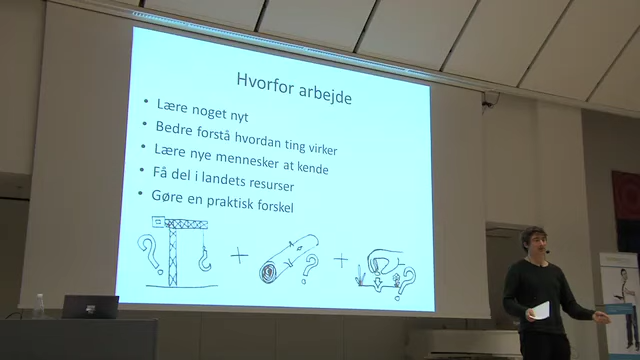 Hvorfor arbejde
• Lære noget nyt
• Bedre forstå hvordan ting virker
• Lære nye mennesker at kende
• Få del i landets resurser
• Gøre en praktisk forskel
? + ? + ?